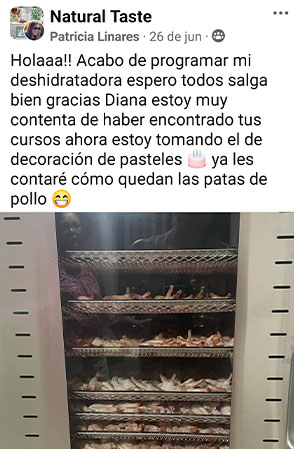 Natural Taste
Patricia Linares · 26 de jun ·
Holaaa!! Acabo de programar mi
deshidratadora espero todos salga
bien gracias Diana estoy muy
contenta de haber encontrado tus
cursos ahora estoy tomando el de
decoración de pasteles 🎂 ya les
contaré cómo quedan las patas de
pollo 😁